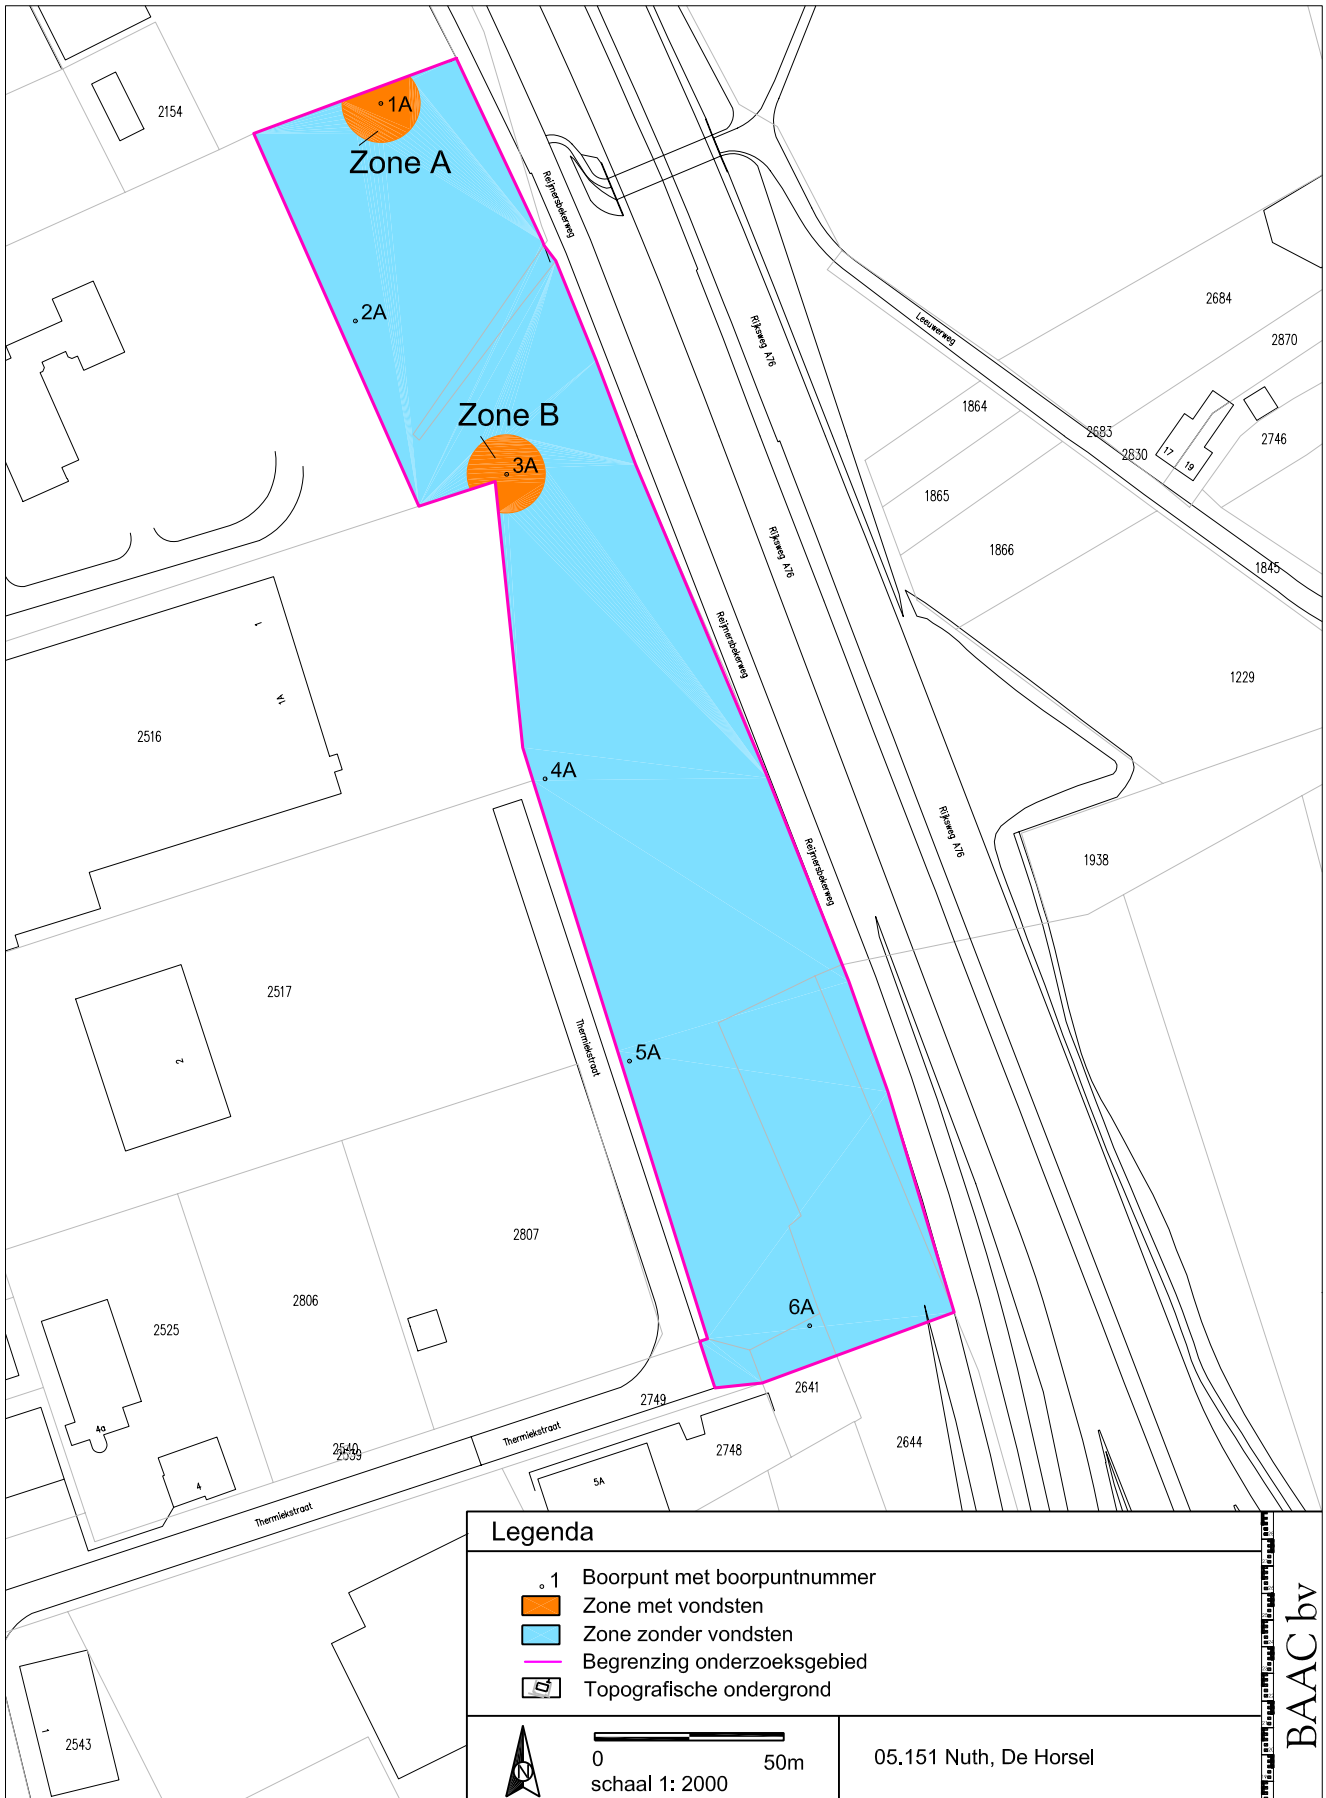 2154
1A
Zone A
Reijmersbekerweg
2A
Rijksweg A76
Leeuwerweg
2684
2870
1864
2683
2830
17
19
2746
Zone B
3A
1865
1866
1845
Rijksweg A76
1
1A
2516
Reijmersbekerweg
1229
4A
Rijksweg A76
1938
Reijmersbekerweg
2517
2
Thermiekstraat
5A
2807
2806
2525
6A
2641
2749
4a
2540
2539
Thermiekstraat
2748
2644
4
5A
Thermiekstraat
1
2543
Legenda
1 Boorpunt met boorpuntnummer
Zone met vondsten
Zone zonder vondsten
Begrenzing onderzoeksgebied
Topografische ondergrond
N
0 50m
schaal 1: 2000
05.151 Nuth, De Horsel
BAAC bv